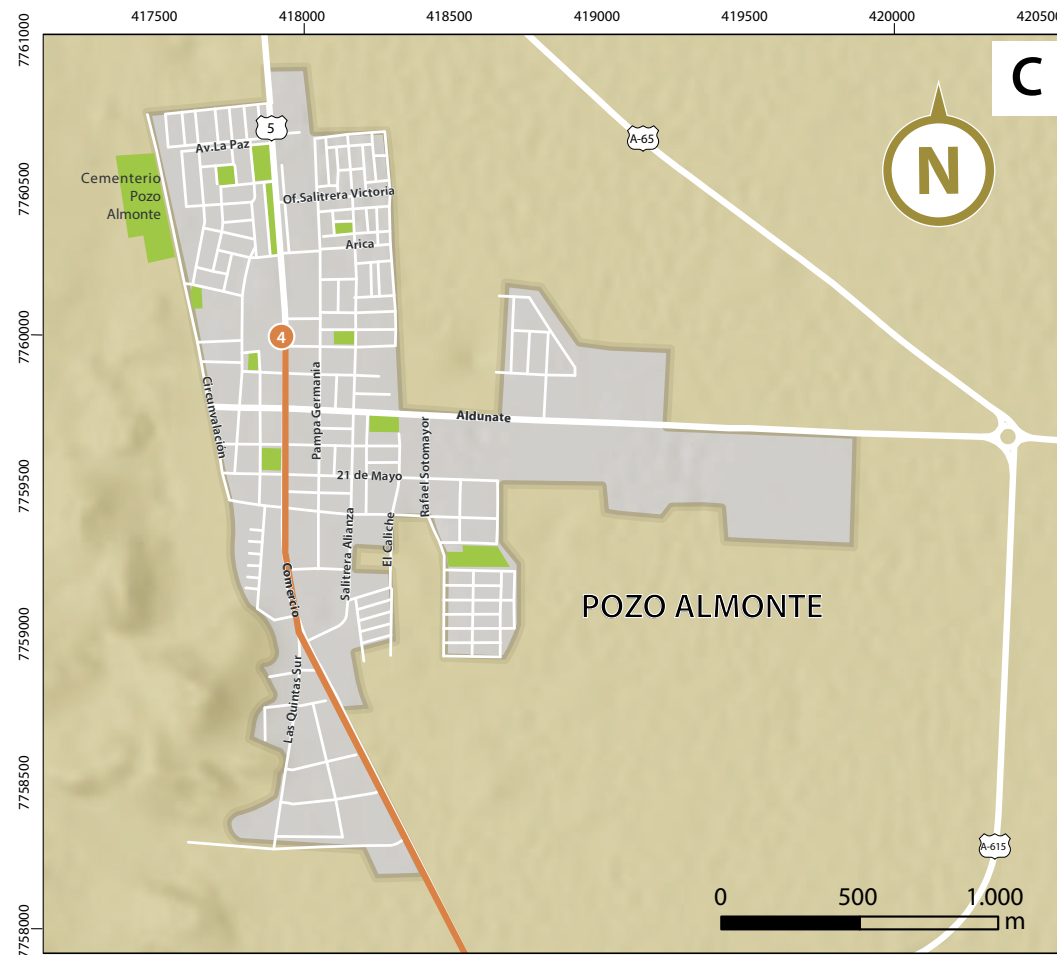 417500
418000
418500
419000
419500
420000
420500
7761000
7760500
7760000
7759500
7759000
7758500
7758000
C
N
5
A-65
Av.La Paz
Cementerio
Pozo
Almonte
Of.Salitrera Victoria
Arica
4
Circunvalación
Pampa Germania
Aldunate
Rafael Sotomayor
21 de Mayo
Salitrera Alianza
El Caliche
Comercio
POZO ALMONTE
Las Quintas Sur
A-615
0
500
1.000
m